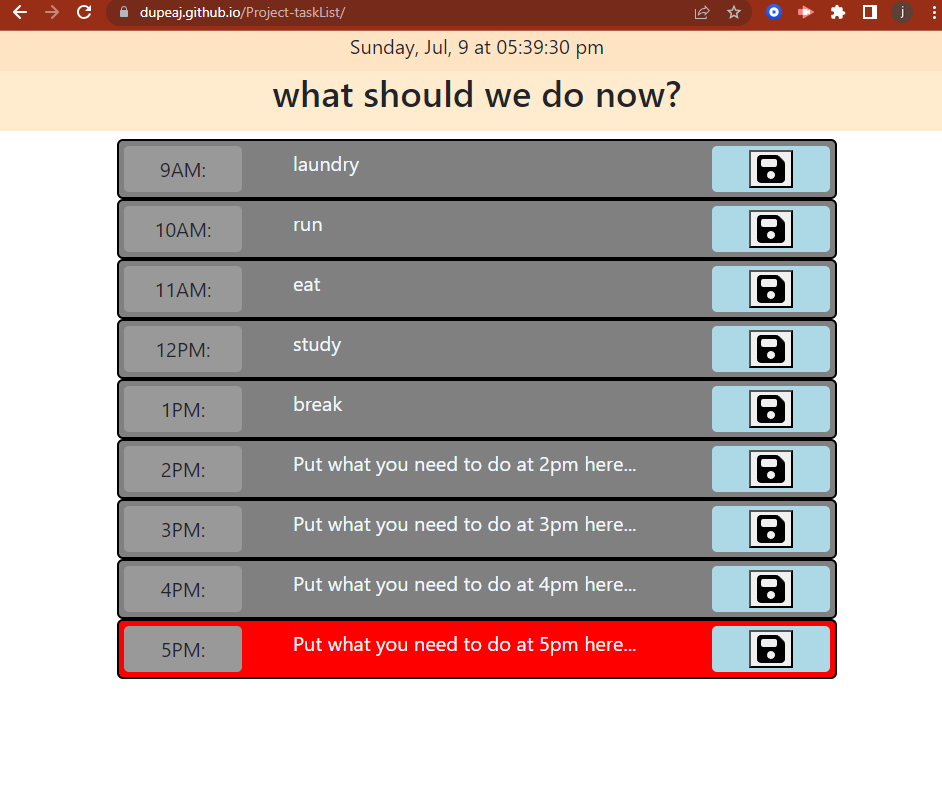 dupeaj.github.io/Project-taskList/
j
Sunday, Jul, 9 at 05:39:30 pm
what should we do now?
9AM: laundry
10AM: run
11AM: eat
12PM: study
1PM: break
2PM: Put what you need to do at 2pm here...
3PM: Put what you need to do at 3pm here...
4PM: Put what you need to do at 4pm here...
5PM: Put what you need to do at 5pm here...